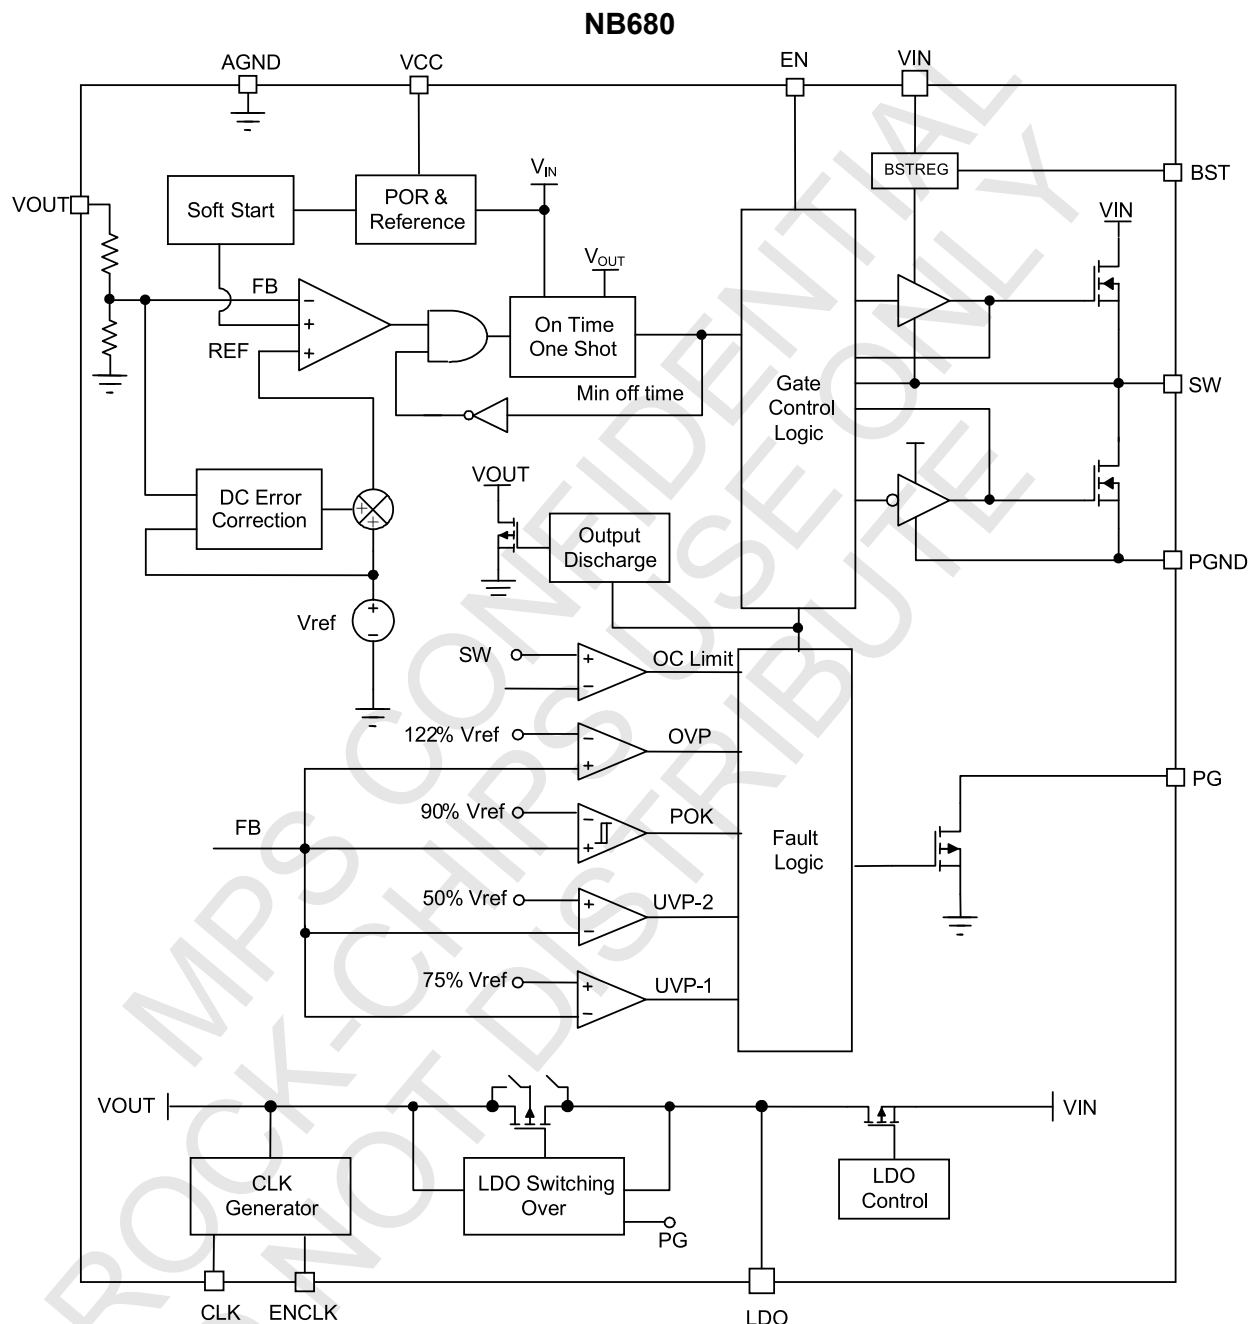 NB680
AGND
VCC
EN
VIN
BSTREG
BST
VOUT
Soft Start
POR &
Reference
VIN
VOUT
VIN
FB
−
+
REF
+
On Time
One Shot
Min off time
Gate
Control
Logic
SW
DC Error
Correction
+
+
VOUT
Output
Discharge
PGND
Vref
+
−
SW
+
−
OC Limit
122% Vref
−
+
OVP
90% Vref
−
+
POK
FB
Fault
Logic
PG
50% Vref
+
−
UVP-2
75% Vref
+
−
UVP-1
VOUT
VIN
CLK
Generator
LDO Switching
Over
PG
LDO
Control
CLK
ENCLK
LDO
MPS CONFIDENTIAL
ROCK-CHIPS USE ONLY
NOT DISTRIBUTE